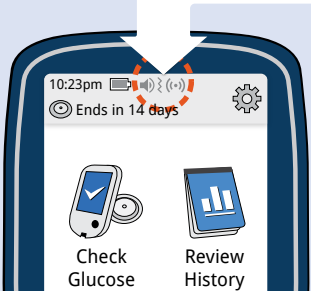 10:23pm
Ends in 14 days
Check
Glucose
Review
History